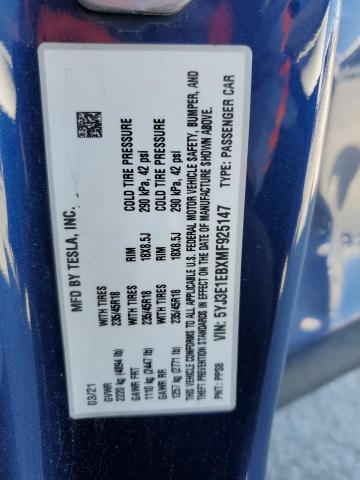 MFD BY TESLA, INC.
03/21
GVWR
2220 kg (4894 lb)
WITH TIRES
235/45R18
RIM
18X8.5J
COLD TIRE PRESSURE
290 kPa, 42 psi
GAWR FRT
1110 kg (2447 lb)
WITH TIRES
235/45R18
RIM
18X8.5J
COLD TIRE PRESSURE
290 kPa, 42 psi
GAWR RR
1257 kg (2771 lb)
THIS VEHICLE CONFORMS TO ALL APPLICABLE U.S. FEDERAL MOTOR VEHICLE SAFETY, BUMPER, AND
THEFT PREVENTION STANDARDS IN EFFECT ON THE DATE OF MANUFACTURE SHOWN ABOVE.
VIN: 5YJ3E1EBXMF925147 TYPE: PASSENGER CAR
PNT: PPSB